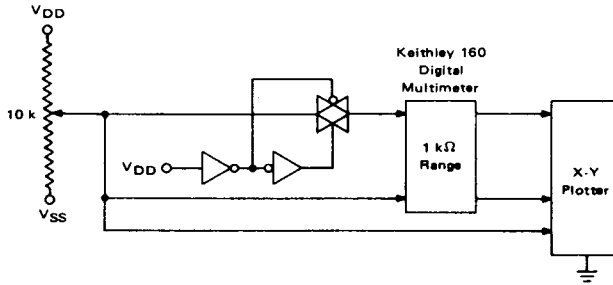 VDD
10 k
VSS
VDD
Keithley 160
Digital
Multimeter
1 kΩ
Range
X-Y
Plotter